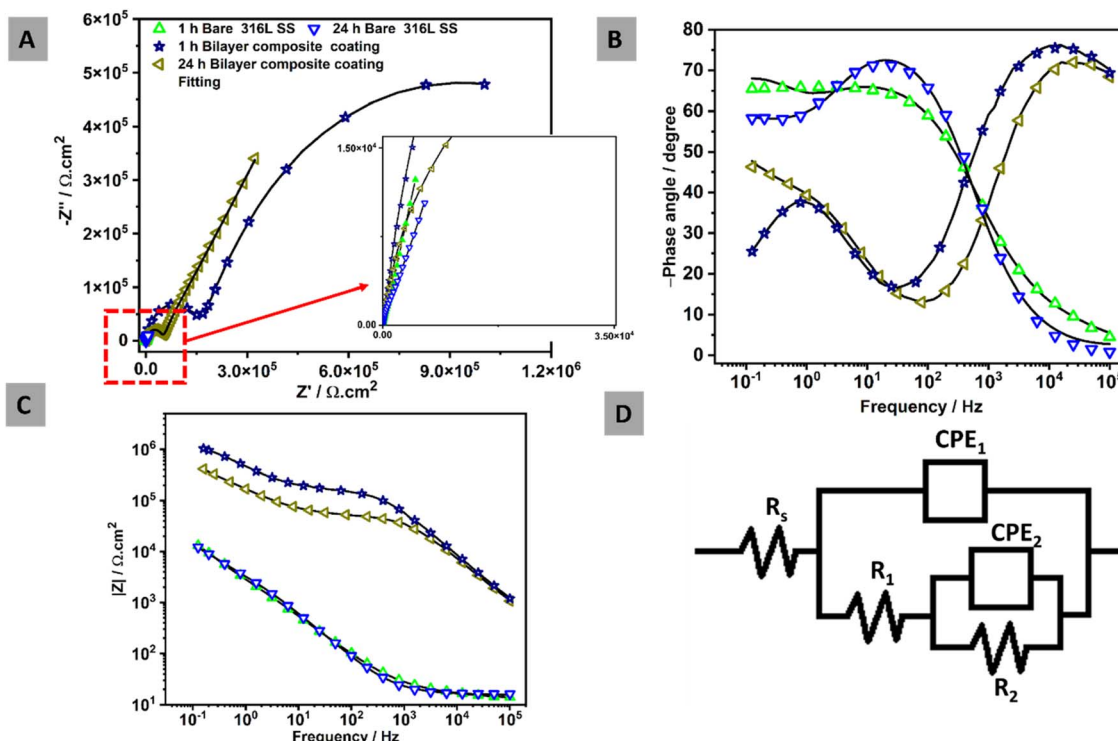 A
1 h Bare 316L SS 24 h Bare 316L SS
1 h Bilayer composite coating
24 h Bilayer composite coating
Fitting
-Z'' / Ω.cm²
6×10⁵
5×10⁵
4×10⁵
3×10⁵
2×10⁵
1×10⁵
0
0.0 3.0×10⁵ 6.0×10⁵ 9.0×10⁵ 1.2×10⁶
Z' / Ω.cm²
1.50×10⁴
0.00
0.00 3.50×10⁴
B
–Phase angle / degree
80
70
60
50
40
30
20
10
0
10⁻¹ 10⁰ 10¹ 10² 10³ 10⁴ 10⁵
Frequency / Hz
C
|Z| / Ω.cm²
10⁶
10⁵
10⁴
10³
10²
10¹
10⁻¹ 10⁰ 10¹ 10² 10³ 10⁴ 10⁵
Frequency / Hz
D
CPE₁
Rₛ
CPE₂
R₁
R₂